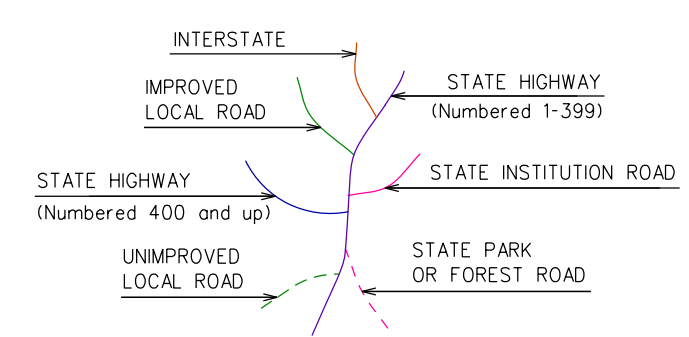 INTERSTATE
IMPROVED
LOCAL ROAD
STATE HIGHWAY
(Numbered 1-399)
STATE HIGHWAY
(Numbered 400 and up)
STATE INSTITUTION ROAD
UNIMPROVED
LOCAL ROAD
STATE PARK
OR FOREST ROAD